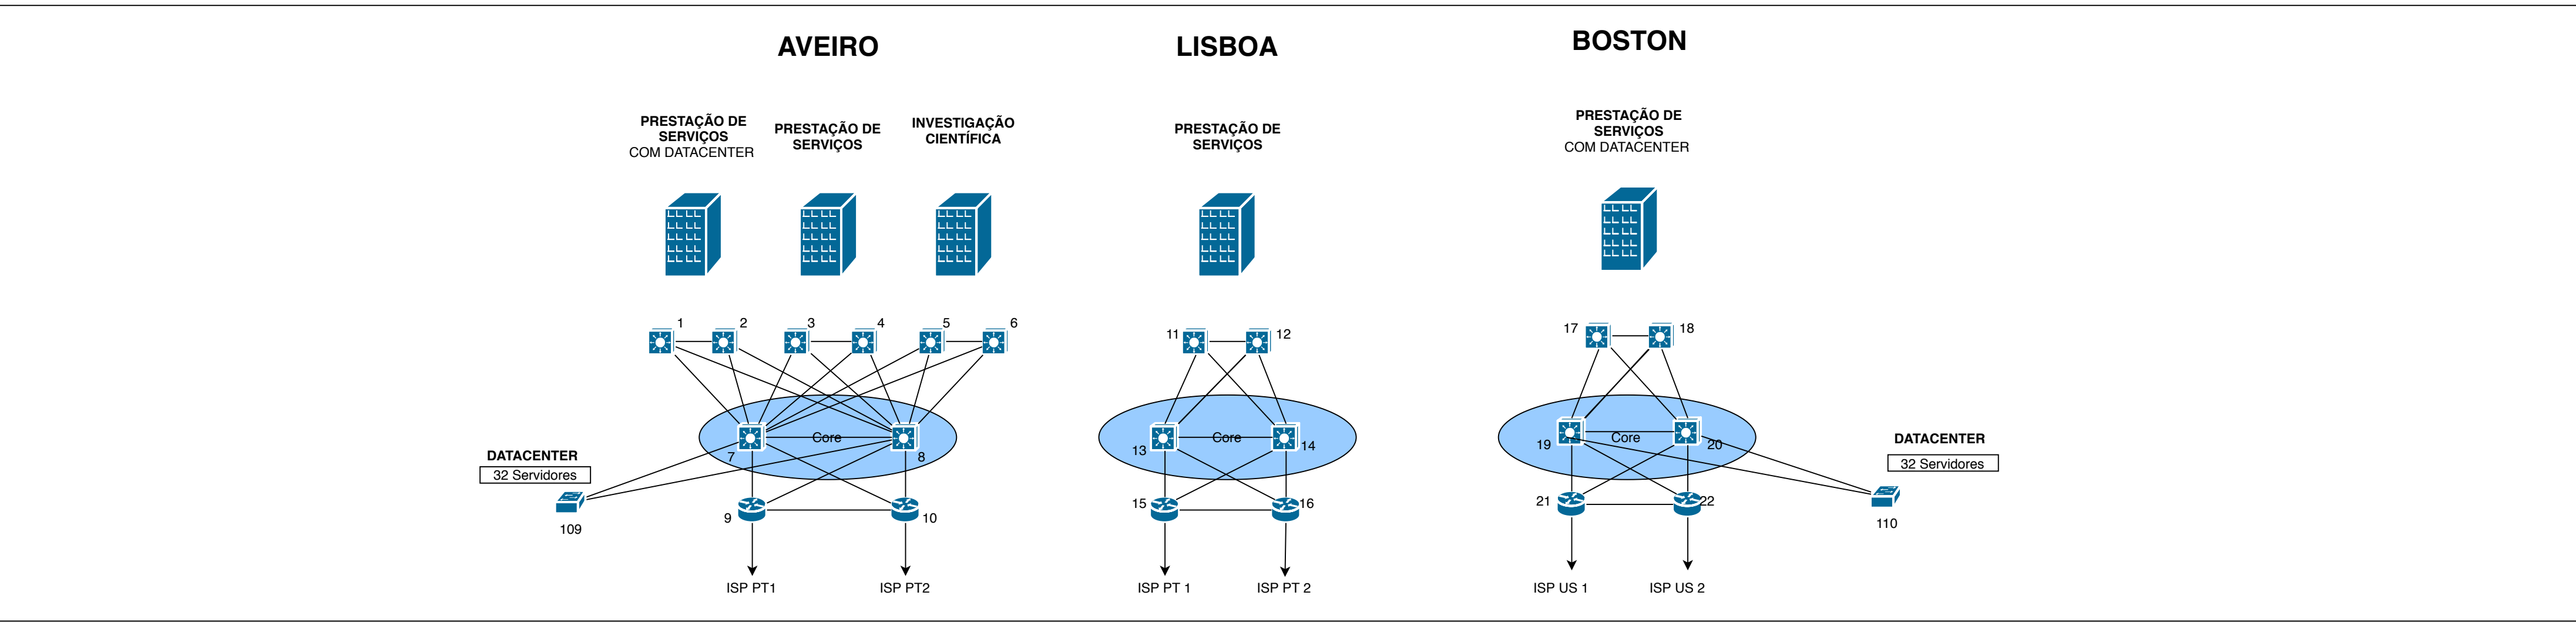 AVEIRO
LISBOA
BOSTON
PRESTAÇÃO DE
SERVIÇOS
COM DATACENTER
PRESTAÇÃO DE
SERVIÇOS
INVESTIGAÇÃO
CIENTÍFICA
PRESTAÇÃO DE
SERVIÇOS
PRESTAÇÃO DE
SERVIÇOS
COM DATACENTER
1
2
3
4
5
6
11
12
17
18
Core
7
8
Core
13
14
Core
19
20
DATACENTER
32 Servidores
109
DATACENTER
32 Servidores
110
9
10
15
16
21
22
ISP PT1
ISP PT2
ISP PT 1
ISP PT 2
ISP US 1
ISP US 2